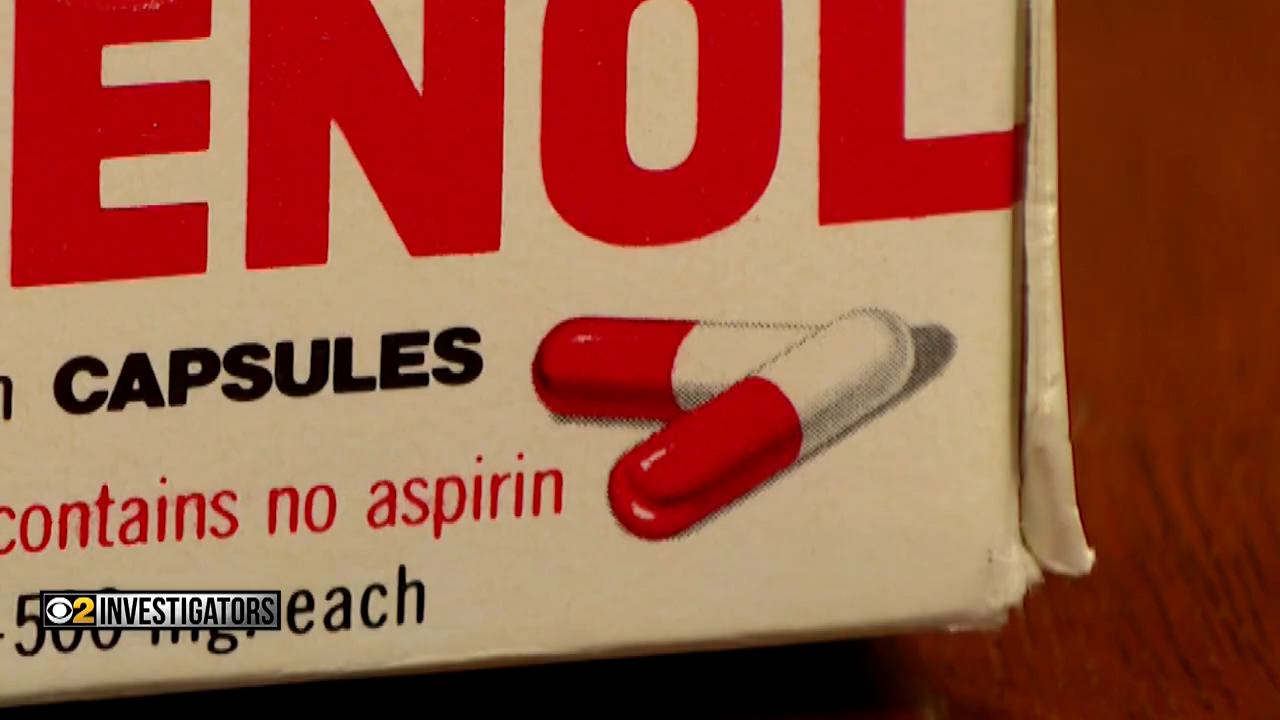 ENOL
CAPSULES
contains no aspirin
500 mg. each
2 INVESTIGATORS